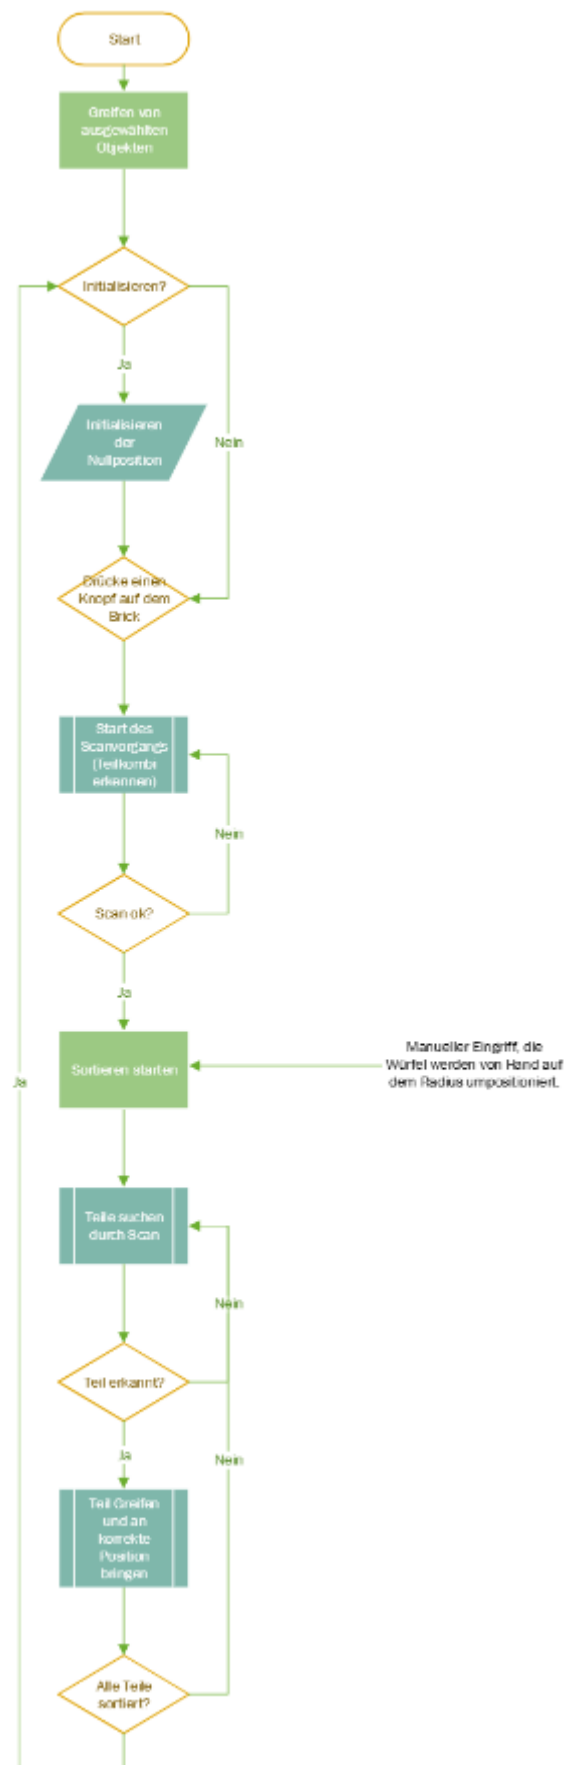 Start
Greifen von
ausgewählten
Objekten
Initialisieren?
Ja
Initialisieren
der
Nullposition
Nein
Drücke einen
Knopf auf dem
Brick
Start des
Scanvorgangs
(Teilkombi
erkennen)
Nein
Scan ok?
Ja
Sortieren starten
Manueller Eingriff, die
Würfel werden von Hand auf
dem Radius umpositioniert.
Ja
Teile suchen
durch Scan
Nein
Teil erkannt?
Ja
Nein
Teil Greifen
und an
korrekte
Position
bringen
Alle Teile
sortiert?